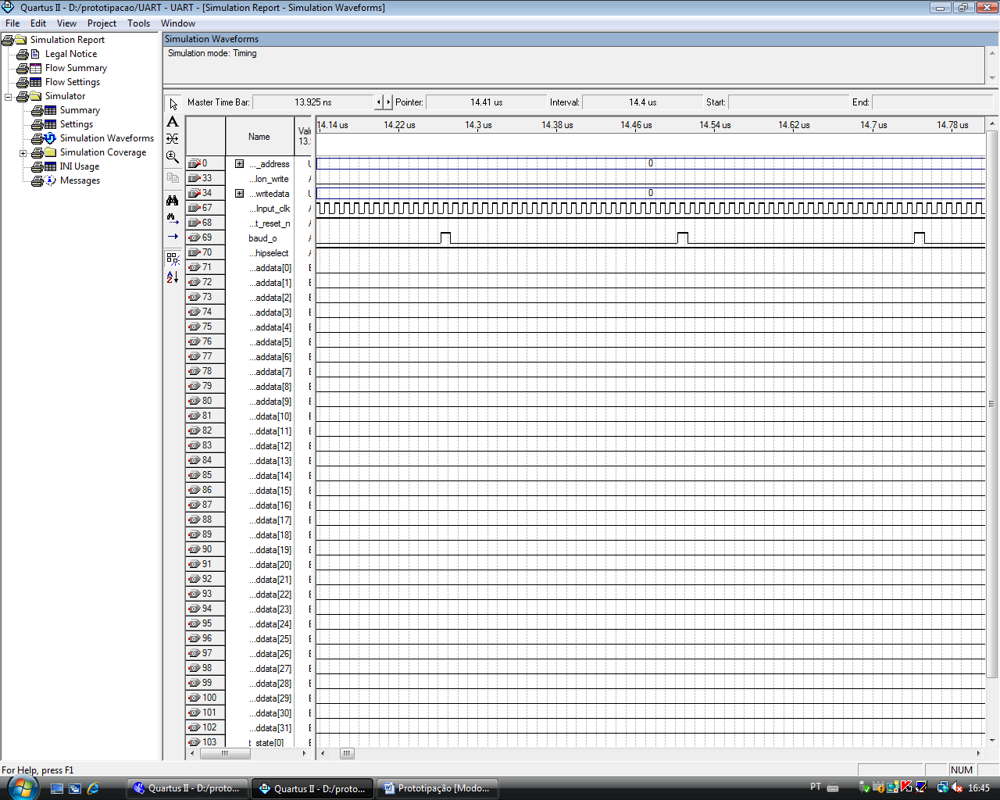 Quartus II - D:/prototipacao/UART - UART - [Simulation Report - Simulation Waveforms]
File Edit View Project Tools Window
Simulation Report
Legal Notice
Flow Summary
Flow Settings
Simulator
Summary
Settings
Simulation Waveforms
Simulation Coverage
INI Usage
Messages
Simulation Waveforms
Simulation mode: Timing
Master Time Bar: 13.925 ns Pointer: 14.41 us Interval: 14.4 us Start: End:
Name
14.14 us 14.22 us 14.3 us 14.38 us 14.46 us 14.54 us 14.62 us 14.7 us 14.78 us
0 ..._address 0
33 ...lon_write
34 ...writedata 0
67 ...Input_clk
68 ...t_reset_n
69 baud_o
70 ...hipselect
71 ...addata[0]
72 ...addata[1]
73 ...addata[2]
74 ...addata[3]
75 ...addata[4]
76 ...addata[5]
77 ...addata[6]
78 ...addata[7]
79 ...addata[8]
80 ...addata[9]
81 ...ddata[10]
82 ...ddata[11]
83 ...ddata[12]
84 ...ddata[13]
85 ...ddata[14]
86 ...ddata[15]
87 ...ddata[16]
88 ...ddata[17]
89 ...ddata[18]
90 ...ddata[19]
91 ...ddata[20]
92 ...ddata[21]
93 ...ddata[22]
94 ...ddata[23]
95 ...ddata[24]
96 ...ddata[25]
97 ...ddata[26]
98 ...ddata[27]
99 ...ddata[28]
100 ...ddata[29]
101 ...ddata[30]
102 ...ddata[31]
103 t_state[0]
For Help, press F1
NUM
Quartus II - D:/proto... Quartus II - D:/proto... Prototipação [Modo... PT 16:45